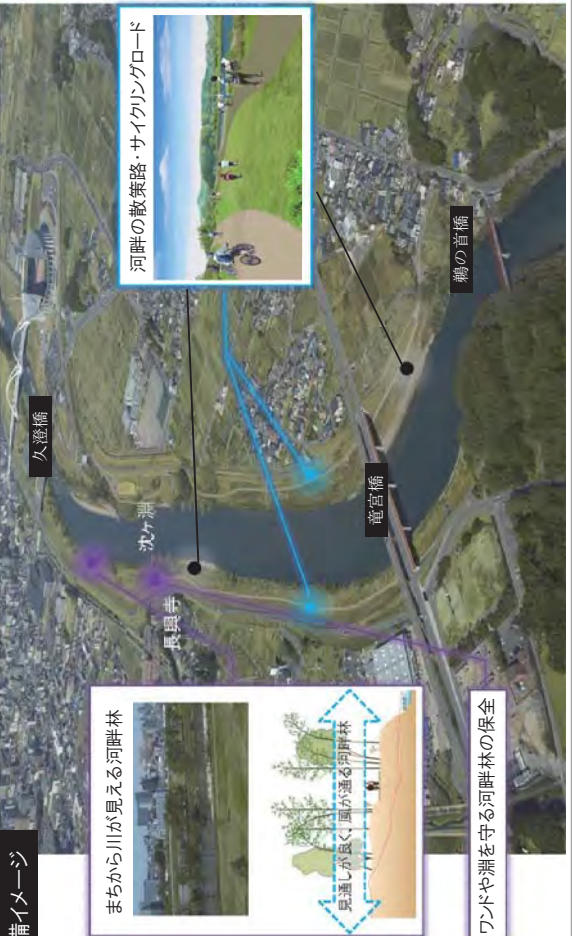 備イメージ
まちから川が見える河畔林
見通しが良く、風が通る河畔林
ワンドや淵を守る河畔林の保全
長興寺
沈ヶ淵
久澄橋
河畔の散策路・サイクリングロード
竜宮橋
鵜の首橋